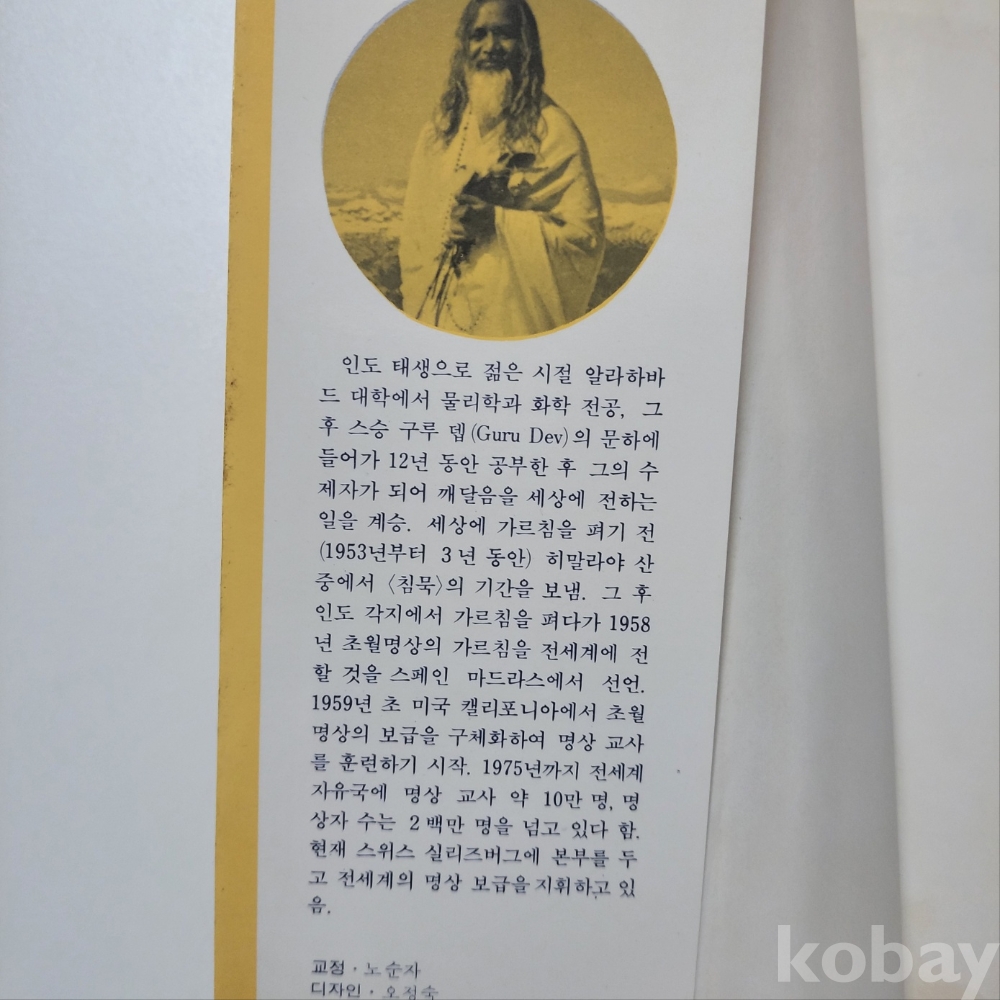 인도 태생으로 젊은 시절 알라하바
드 대학에서 물리학과 화학 전공, 그
후 스승 구루 뎁(Guru Dev)의 문하에
들어가 12년 동안 공부한 후 그의 수
제자가 되어 깨달음을 세상에 전하는
일을 계승. 세상에 가르침을 펴기 전
(1953년부터 3년 동안) 히말라야 산
중에서 〈침묵〉의 기간을 보냄. 그 후
인도 각지에서 가르침을 펴다가 1958
년 초월명상의 가르침을 전세계에 전
할 것을 스페인 마드라스에서 선언.
1959년 초 미국 캘리포니아에서 초월
명상의 보급을 구체화하여 명상 교사
를 훈련하기 시작. 1975년까지 전세계
자유국에 명상 교사 약 10만 명, 명
상자 수는 2백만 명을 넘고 있다 함.
현재 스위스 실리즈버그에 본부를 두
고 전세계의 명상 보급을 지휘하고 있
음.
교정·노순자
디자인·오정숙
kobay